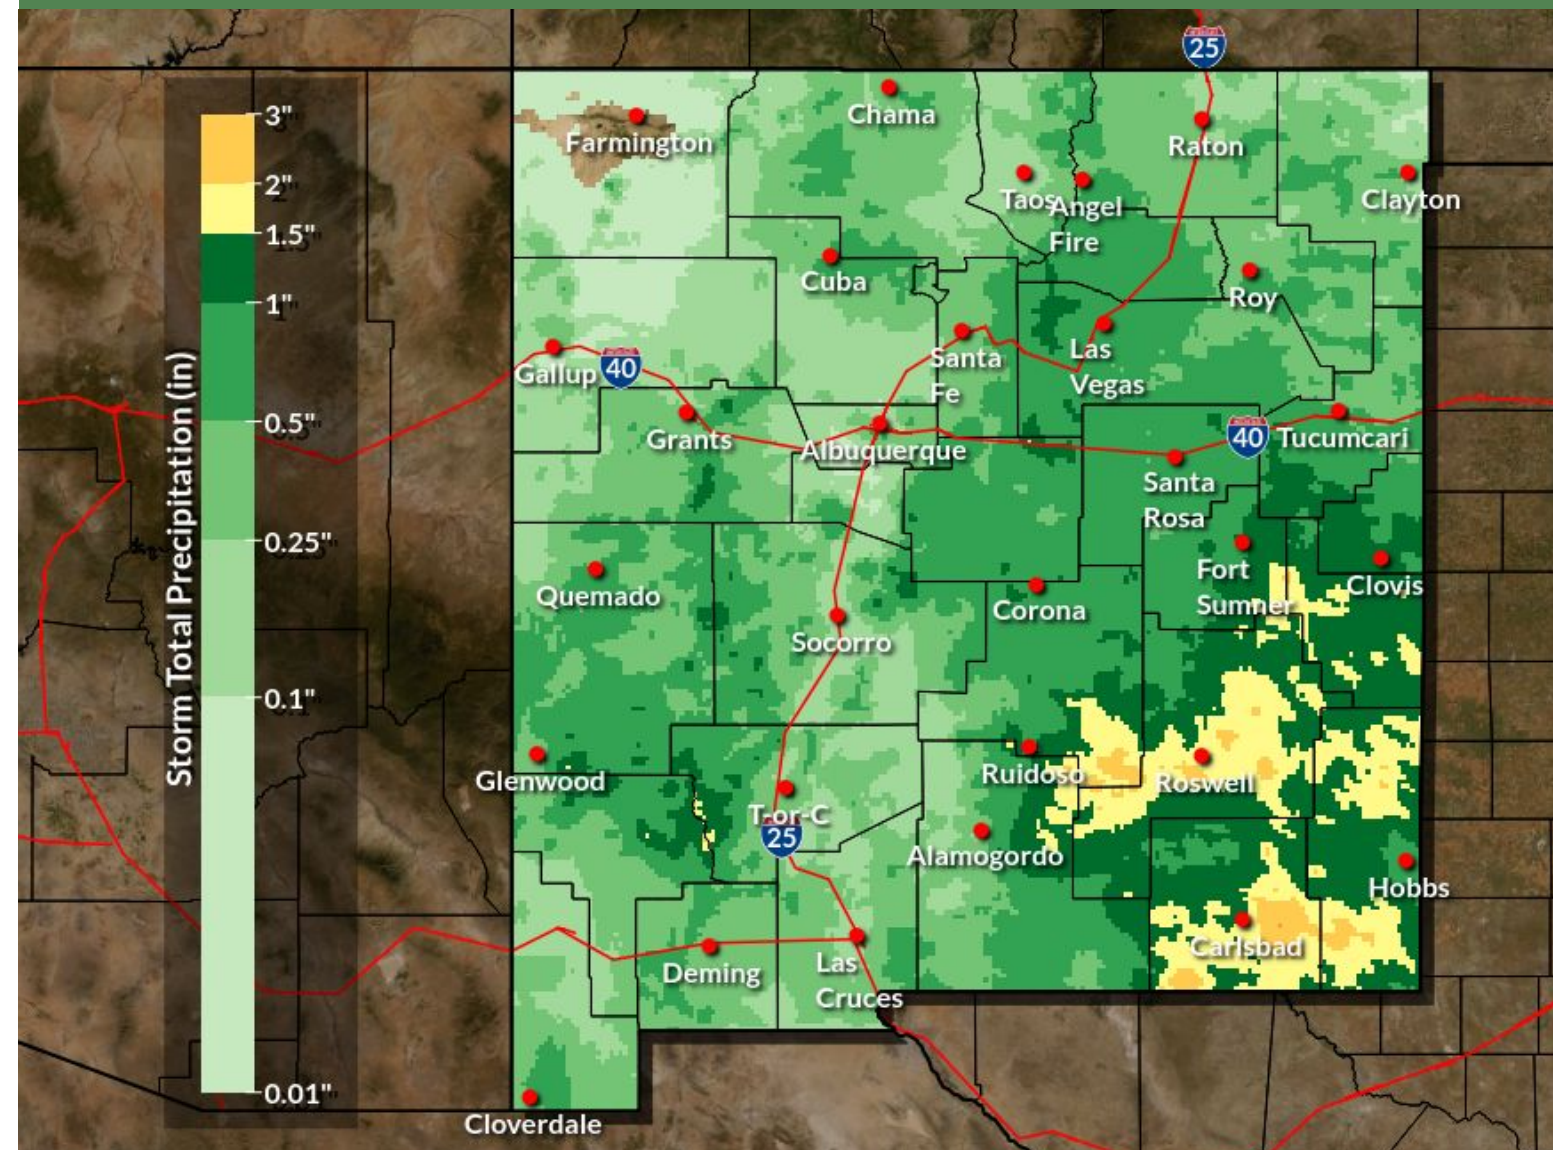 25
3"
2"
1.5"
1"
0.5"
0.25"
0.1"
0.01"
Storm Total Precipitation (in)
Chama
Farmington
Raton
Taos
Angel
Fire
Clayton
Cuba
Roy
Santa
Fe
Las
Vegas
Gallup
40
Grants
Albuquerque
40
Tucumcari
Santa
Rosa
Quemado
Fort
Sumner
Clovis
Corona
Socorro
Glenwood
Ruidoso
Roswell
T-or-C
25
Alamogordo
Hobbs
Carlsbad
Deming
Las
Cruces
Cloverdale